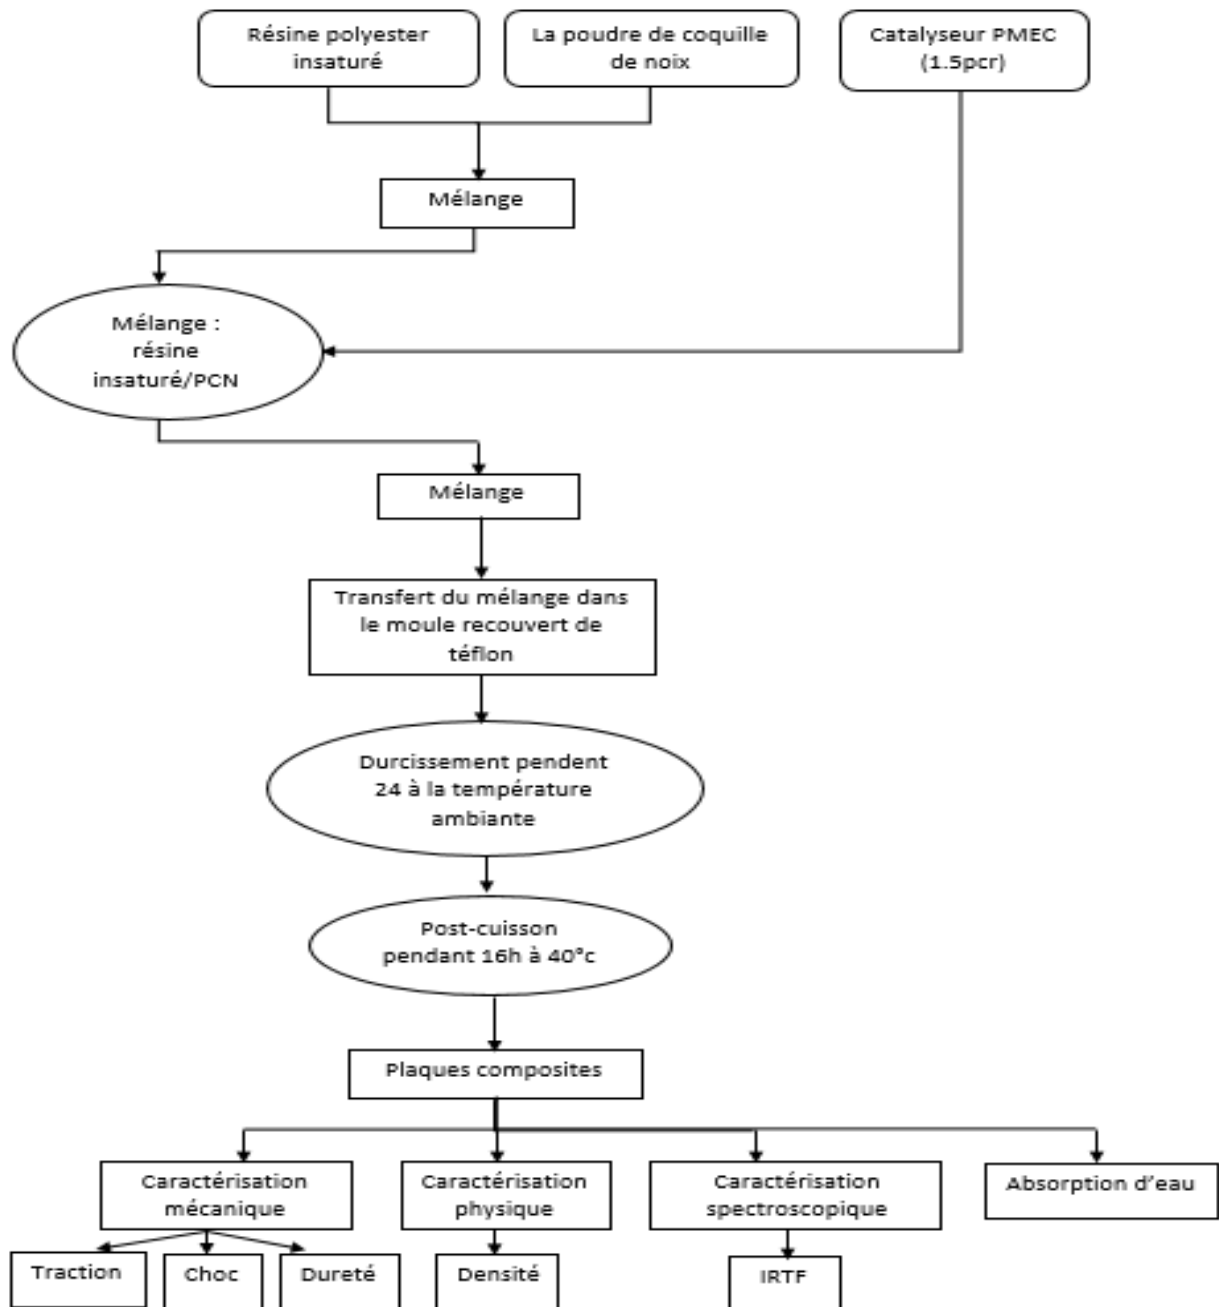 Résine polyester
insaturé
La poudre de coquille
de noix
Catalyseur PMEC
(1.5pcr)
Mélange
Mélange :
résine
insaturé/PCN
Mélange
Transfert du mélange dans
le moule recouvert de
téflon
Durcissement pendent
24 à la température
ambiante
Post-cuisson
pendant 16h à 40°c
Plaques composites
Caractérisation
mécanique
Caractérisation
physique
Caractérisation
spectroscopique
Absorption d’eau
Traction
Choc
Dureté
Densité
IRTF